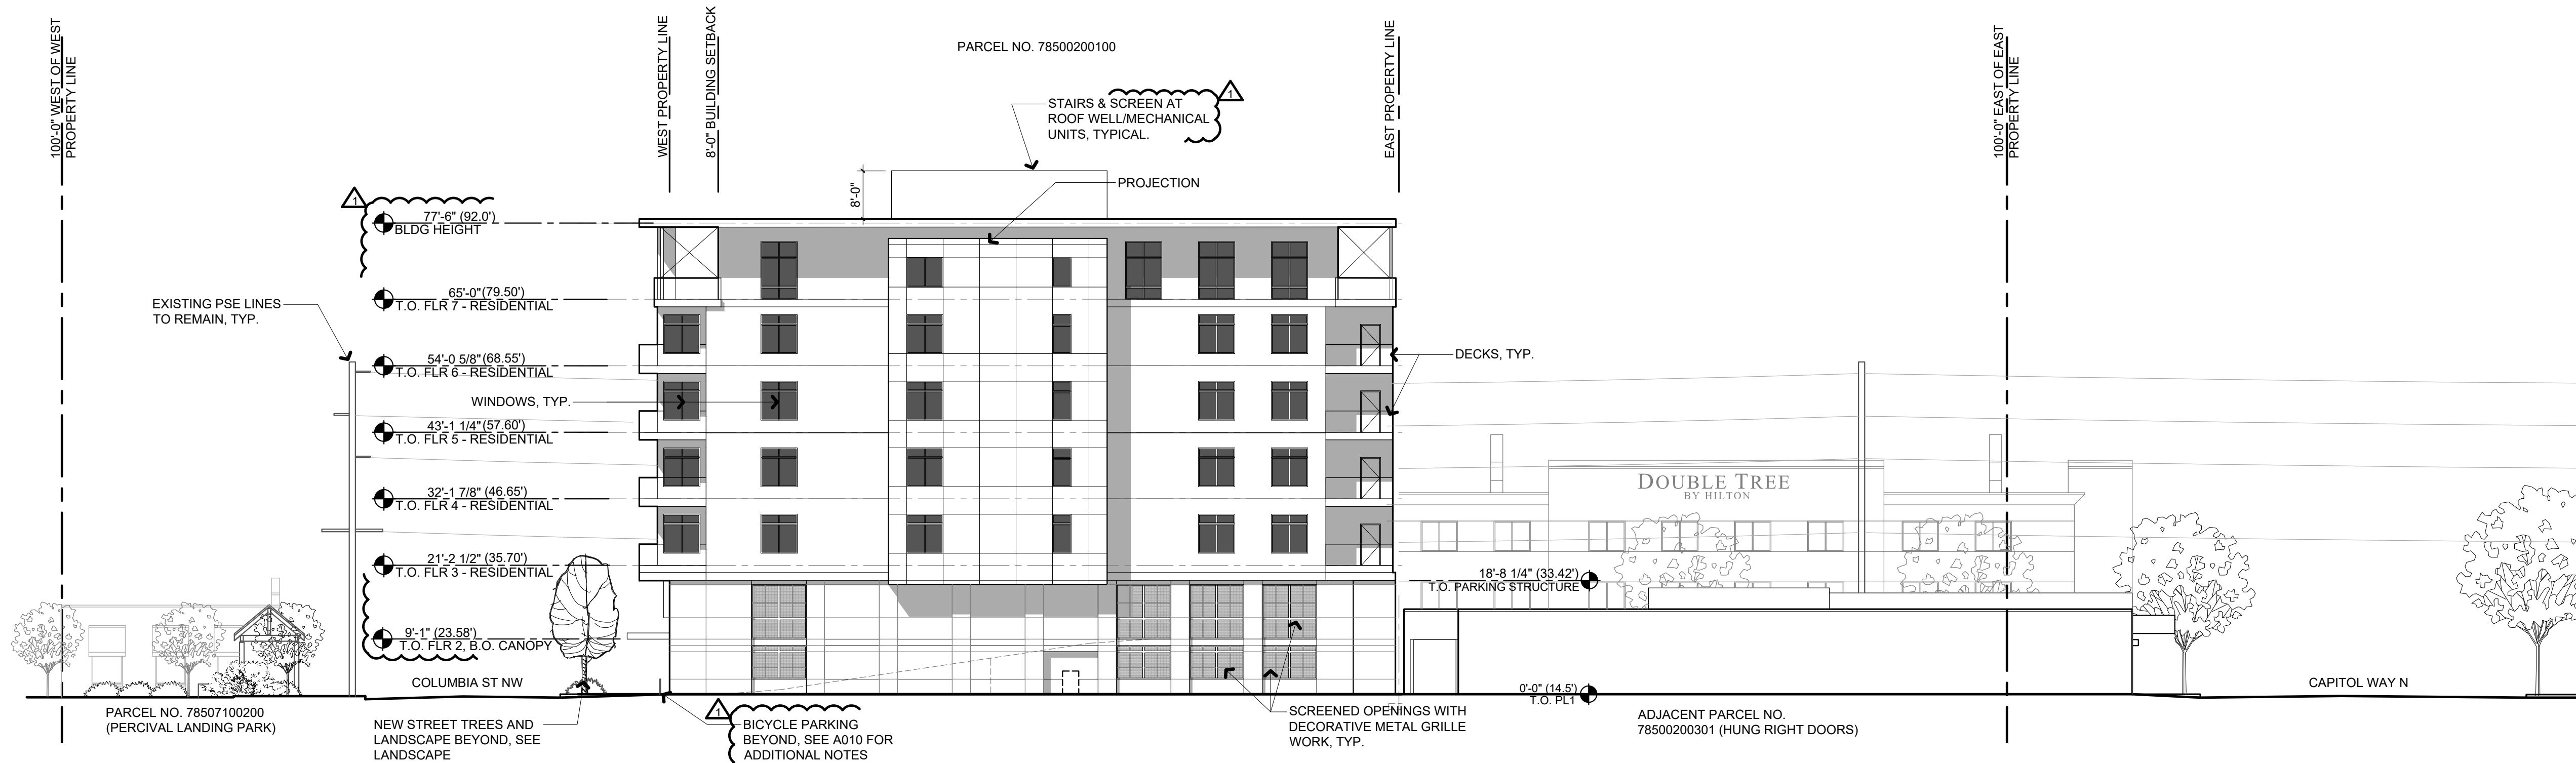 100'-0" WEST OF WEST
PROPERTY LINE
WEST PROPERTY LINE
8'-0" BUILDING SETBACK
PARCEL NO. 78500200100
EAST PROPERTY LINE
100'-0" EAST OF EAST
PROPERTY LINE
1
STAIRS & SCREEN AT
ROOF WELL/MECHANICAL
UNITS, TYPICAL.
8'-0"
PROJECTION
1
77'-6" (92.0')
BLDG HEIGHT
65'-0" (79.50')
T.O. FLR 7 - RESIDENTIAL
EXISTING PSE LINES
TO REMAIN, TYP.
54'-0 5/8" (68.55')
T.O. FLR 6 - RESIDENTIAL
DECKS, TYP.
WINDOWS, TYP.
43'-1 1/4" (57.60')
T.O. FLR 5 - RESIDENTIAL
32'-1 7/8" (46.65')
T.O. FLR 4 - RESIDENTIAL
DOUBLE TREE
BY HILTON
21'-2 1/2" (35.70')
T.O. FLR 3 - RESIDENTIAL
18'-8 1/4" (33.42')
T.O. PARKING STRUCTURE
9'-1" (23.58')
T.O. FLR 2, B.O. CANOPY
COLUMBIA ST NW
0'-0" (14.5')
T.O. PL1
CAPITOL WAY N
PARCEL NO. 78507100200
(PERCIVAL LANDING PARK)
NEW STREET TREES AND
LANDSCAPE BEYOND, SEE
LANDSCAPE
1
BICYCLE PARKING
BEYOND, SEE A010 FOR
ADDITIONAL NOTES
SCREENED OPENINGS WITH
DECORATIVE METAL GRILLE
WORK, TYP.
ADJACENT PARCEL NO.
78500200301 (HUNG RIGHT DOORS)